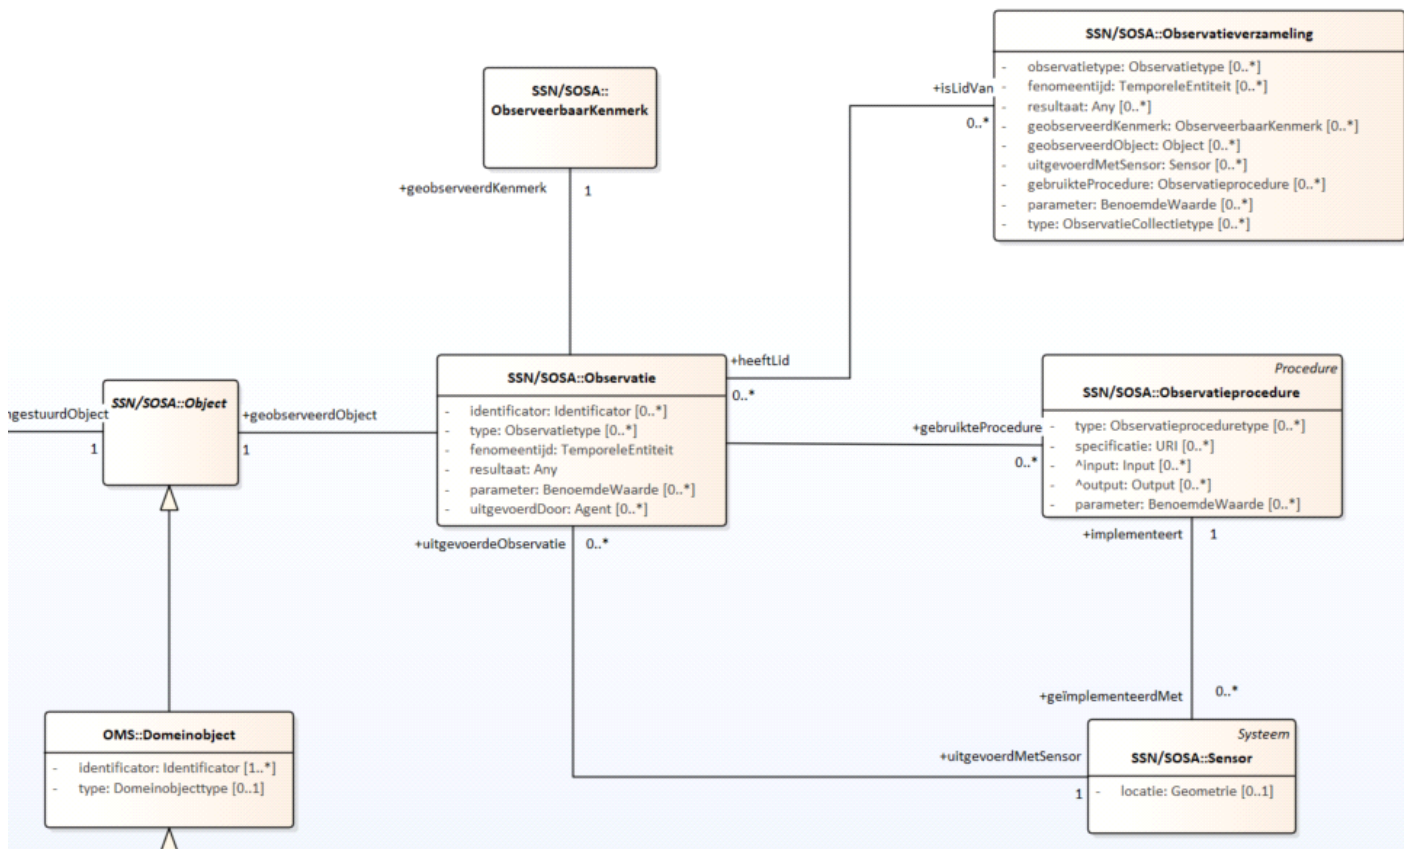 SSN/SOSA::Observatieverzameling
- observatietype: Observatietype [0..*]
- fenomeentijd: TemporeleEntiteit [0..*]
- resultaat: Any [0..*]
- geobserveerdKenmerk: ObserveerbaarKenmerk [0..*]
- geobserveerdObject: Object [0..*]
- uitgevoerdMetSensor: Sensor [0..*]
- gebruikteProcedure: Observatieprocedure [0..*]
- parameter: BenoemdeWaarde [0..*]
- type: ObservatieCollectietype [0..*]
+isLidVan
0..*
SSN/SOSA::
ObserveerbaarKenmerk
+geobserveerdKenmerk
1
+heeftLid
0..*
SSN/SOSA::Observatie
- identificator: Identificator [0..*]
- type: Observatietype [0..*]
- fenomeentijd: TemporeleEntiteit
- resultaat: Any
- parameter: BenoemdeWaarde [0..*]
- uitgevoerdDoor: Agent [0..*]
SSN/SOSA::Object
ngestuurdObject
1
+geobserveerdObject
1
+gebruikteProcedure
0..*
Procedure
SSN/SOSA::Observatieprocedure
- type: Observatieproceduretype [0..*]
- specificatie: URI [0..*]
- ^input: Input [0..*]
- ^output: Output [0..*]
- parameter: BenoemdeWaarde [0..*]
+uitgevoerdeObservatie
0..*
+implementeert
1
+geïmplementeerdMet
0..*
OMS::Domeinobject
- identificator: Identificator [1..*]
- type: Domeinobjecttype [0..1]
+uitgevoerdMetSensor
1
Systeem
SSN/SOSA::Sensor
- locatie: Geometrie [0..1]